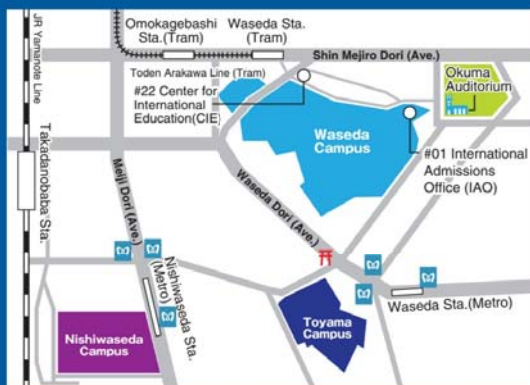 Omokagebashi
Sta.(Tram)
Waseda Sta.
(Tram)
JR Yamanote Line
Shin Mejiro Dori (Ave.)
Toden Arakawa Line (Tram)
#22 Center for
International
Education(CIE)
Okuma
Auditorium
Waseda
Campus
#01 International
Admissions
Office (IAO)
Takadanobaba Sta.
Meiji Dori (Ave.)
Waseda Dori (Ave.)
Nishiwaseda Sta.
(Metro)
Waseda Sta.(Metro)
Toyama
Campus
Nishiwaseda
Campus